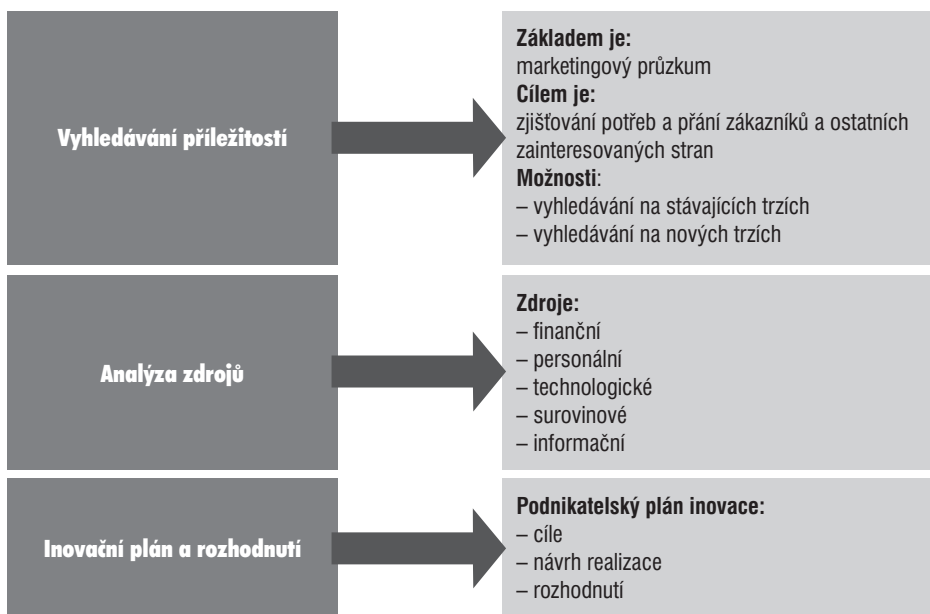 Vyhledávání příležitostí
Základem je:
marketingový průzkum
Cílem je:
zjišťování potřeb a přání zákazníků a ostatních
zainteresovaných stran
Možnosti:
– vyhledávání na stávajících trzích
– vyhledávání na nových trzích
Analýza zdrojů
Zdroje:
– finanční
– personální
– technologické
– surovinové
– informační
Inovační plán a rozhodnutí
Podnikatelský plán inovace:
– cíle
– návrh realizace
– rozhodnutí